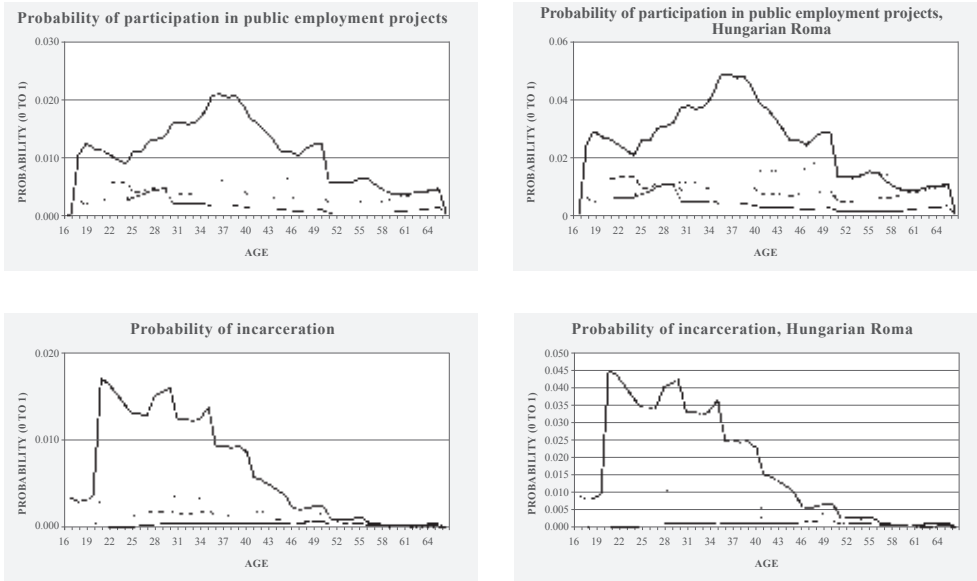 Probability of participation in public employment projects
0.030
0.020
0.010
0.000
PROBABILITY (0 TO 1)
16 19 22 25 28 31 34 37 40 43 46 49 52 55 58 61 64
AGE
Probability of participation in public employment projects,
Hungarian Roma
0.06
0.04
0.02
0
PROBABILITY (0 TO 1)
16 19 22 25 28 31 34 37 40 43 46 49 52 55 58 61 64
AGE
Probability of incarceration
0.020
0.010
0.000
PROBABILITY (0 TO 1)
16 19 22 25 28 31 34 37 40 43 46 49 52 55 58 61 64
AGE
Probability of incarceration, Hungarian Roma
0.050
0.045
0.040
0.035
0.030
0.025
0.020
0.015
0.010
0.005
0.000
PROBABILITY (0 TO 1)
16 19 22 25 28 31 34 37 40 43 46 49 52 55 58 61 64
AGE